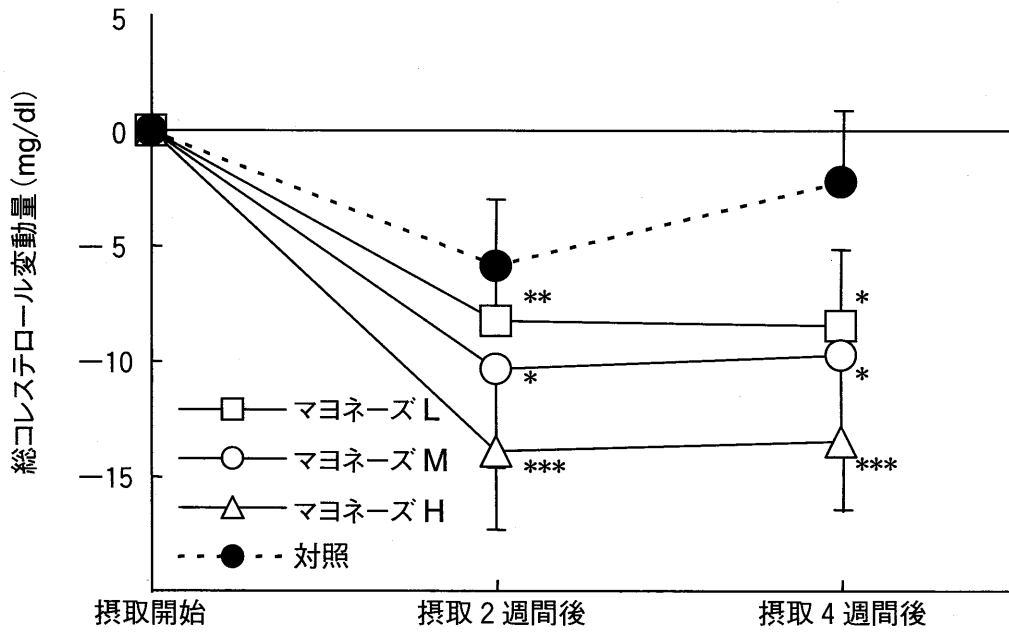 総コレステロール変動量 (mg/dl)
5
0
−5
−10
−15
** *
* *
*** ***
マヨネーズ L
マヨネーズ M
マヨネーズ H
対照
摂取開始 摂取 2 週間後 摂取 4 週間後